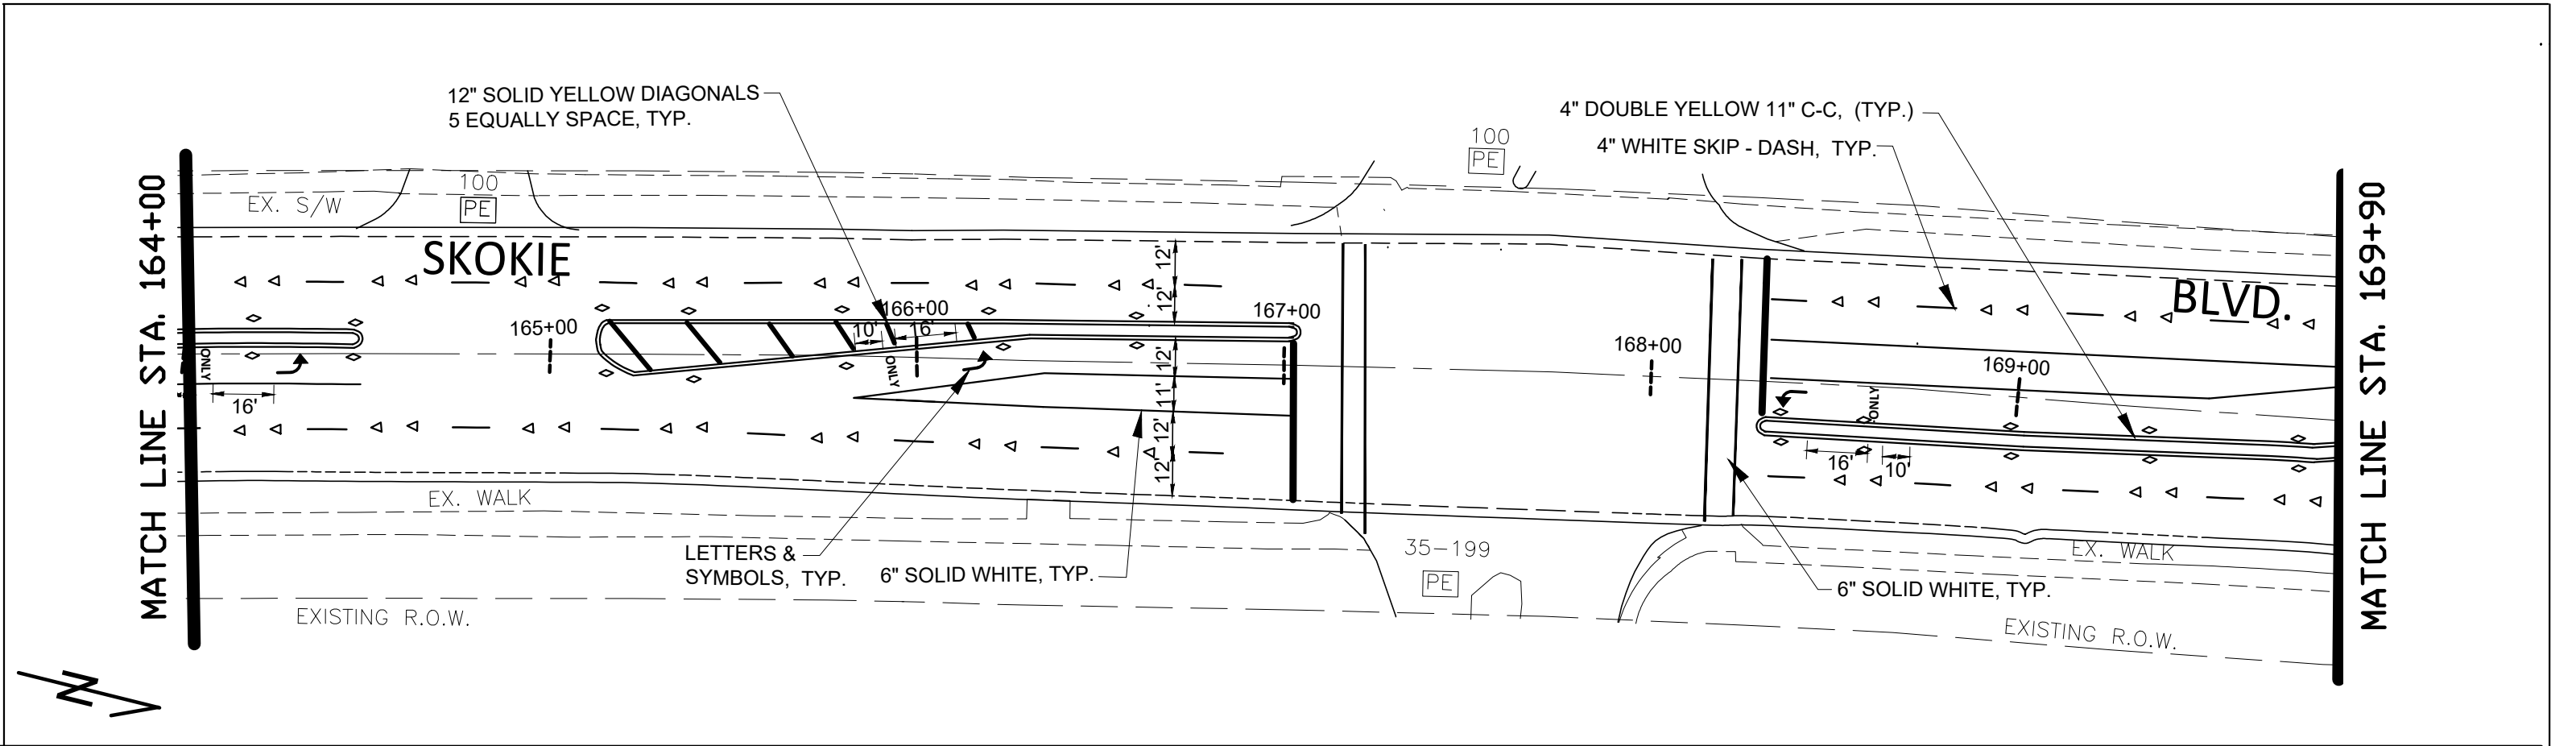 12" SOLID YELLOW DIAGONALS
5 EQUALLY SPACE, TYP.
4" DOUBLE YELLOW 11" C-C, (TYP.)
4" WHITE SKIP - DASH, TYP.
100
PE
100
PE
EX. S/W
SKOKIE
BLVD.
MATCH LINE STA. 164+00
MATCH LINE STA. 169+90
165+00
166+00
167+00
168+00
169+00
10'
16'
12'
12'
12'
11'
12'
12'
ONLY
16'
ONLY
ONLY
16'
10'
EX. WALK
EX. WALK
LETTERS &
SYMBOLS, TYP.
6" SOLID WHITE, TYP.
35-199
PE
6" SOLID WHITE, TYP.
EXISTING R.O.W.
EXISTING R.O.W.
N